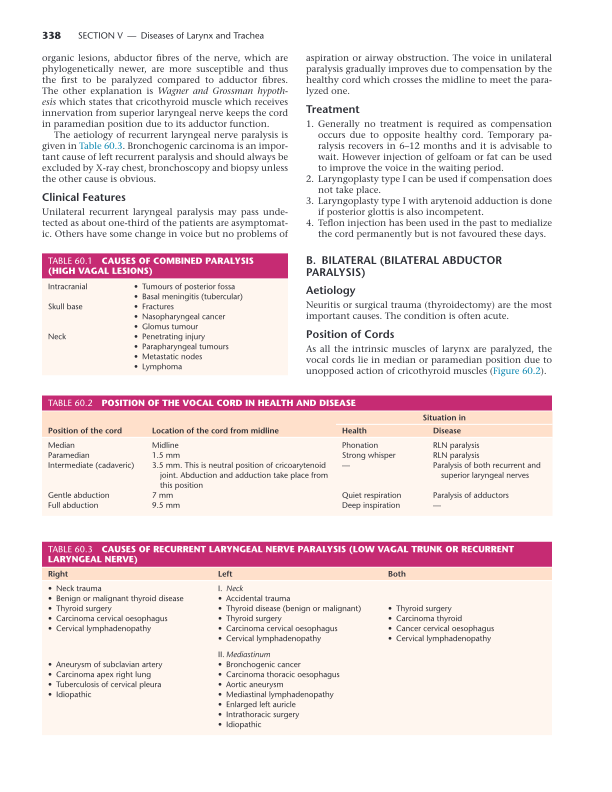 338 SECTION V — Diseases of Larynx and Trachea
organic lesions, abductor fibres of the nerve, which are
phylogenetically newer, are more susceptible and thus
the first to be paralyzed compared to adductor fibres.
The other explanation is Wagner and Grossman hypoth-
esis which states that cricothyroid muscle which receives
innervation from superior laryngeal nerve keeps the cord
in paramedian position due to its adductor function.
The aetiology of recurrent laryngeal nerve paralysis is
given in Table 60.3. Bronchogenic carcinoma is an impor-
tant cause of left recurrent paralysis and should always be
excluded by X-ray chest, bronchoscopy and biopsy unless
the other cause is obvious.
Clinical Features
Unilateral recurrent laryngeal paralysis may pass unde-
tected as about one-third of the patients are asymptomat-
ic. Others have some change in voice but no problems of
aspiration or airway obstruction. The voice in unilateral
paralysis gradually improves due to compensation by the
healthy cord which crosses the midline to meet the para-
lyzed one.
Treatment
1. Generally no treatment is required as compensation
occurs due to opposite healthy cord. Temporary pa-
ralysis recovers in 6–12 months and it is advisable to
wait. However injection of gelfoam or fat can be used
to improve the voice in the waiting period.
2. Laryngoplasty type I can be used if compensation does
not take place.
3. Laryngoplasty type I with arytenoid adduction is done
if posterior glottis is also incompetent.
4. Teflon injection has been used in the past to medialize
the cord permanently but is not favoured these days.
B. BILATERAL (BILATERAL ABDUCTOR
PARALYSIS)
Aetiology
Neuritis or surgical trauma (thyroidectomy) are the most
important causes. The condition is often acute.
Position of Cords
As all the intrinsic muscles of larynx are paralyzed, the
vocal cords lie in median or paramedian position due to
unopposed action of cricothyroid muscles (Figure 60.2).
TABLE 60.1 CAUSES OF COMBINED PARALYSIS
(HIGH VAGAL LESIONS)
Intracranial • Tumours of posterior fossa
• Basal meningitis (tubercular)
Skull base • Fractures
• Nasopharyngeal cancer
• Glomus tumour
Neck • Penetrating injury
• Parapharyngeal tumours
• Metastatic nodes
• Lymphoma
TABLE 60.2 POSITION OF THE VOCAL CORD IN HEALTH AND DISEASE
Situation in
Position of the cord Location of the cord from midline Health Disease
Median Midline Phonation RLN paralysis
Paramedian 1.5 mm Strong whisper RLN paralysis
Intermediate (cadaveric) 3.5 mm. This is neutral position of cricoarytenoid — Paralysis of both recurrent and
joint. Abduction and adduction take place from superior laryngeal nerves
this position
Gentle abduction 7 mm Quiet respiration Paralysis of adductors
Full abduction 9.5 mm Deep inspiration —
TABLE 60.3 CAUSES OF RECURRENT LARYNGEAL NERVE PARALYSIS (LOW VAGAL TRUNK OR RECURRENT
LARYNGEAL NERVE)
Right Left Both
• Neck trauma I. Neck
• Benign or malignant thyroid disease • Accidental trauma
• Thyroid surgery • Thyroid disease (benign or malignant) • Thyroid surgery
• Carcinoma cervical oesophagus • Thyroid surgery • Carcinoma thyroid
• Cervical lymphadenopathy • Carcinoma cervical oesophagus • Cancer cervical oesophagus
• Cervical lymphadenopathy • Cervical lymphadenopathy
II. Mediastinum
• Aneurysm of subclavian artery • Bronchogenic cancer
• Carcinoma apex right lung • Carcinoma thoracic oesophagus
• Tuberculosis of cervical pleura • Aortic aneurysm
• Idiopathic • Mediastinal lymphadenopathy
• Enlarged left auricle
• Intrathoracic surgery
• Idiopathic